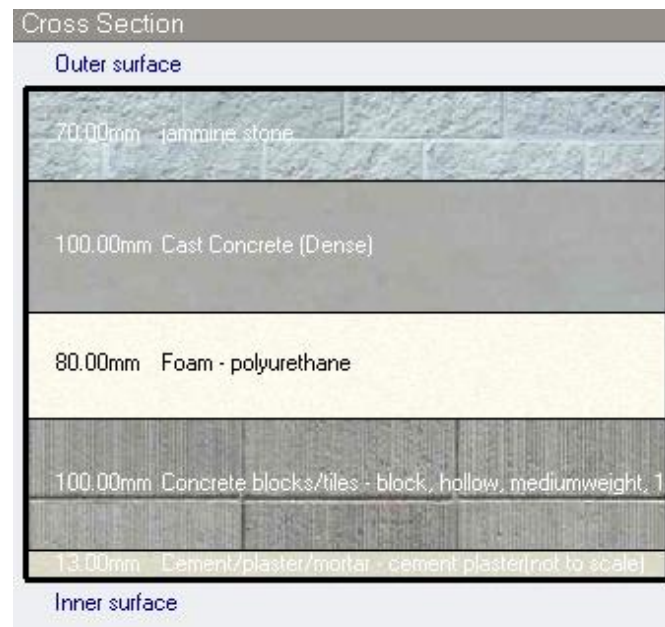 Cross Section
Outer surface
70.00mm jammine stone
100.00mm Cast Concrete (Dense)
80.00mm Foam - polyurethane
100.00mm Concrete blocks/tiles - block, hollow, mediumweight, 1
13.00mm Cement/plaster/mortar - cement plaster(not to scale)
Inner surface